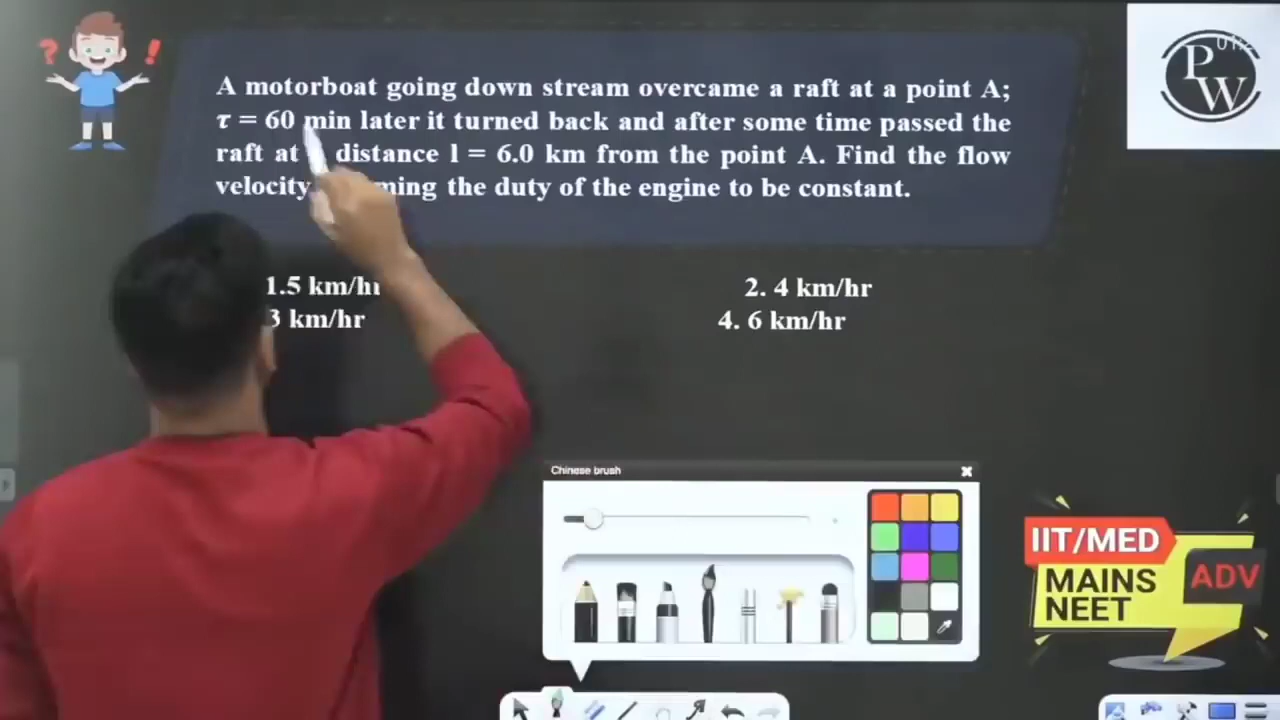 A motorboat going down stream overcame a raft at a point A;
τ = 60 min later it turned back and after some time passed the
raft at distance l = 6.0 km from the point A. Find the flow
velocity the duty of the engine to be constant.
P
W
1.5 km/hr
2. 4 km/hr
3 km/hr
4. 6 km/hr
Chinese brush
IIT/MED
MAINS
NEET
ADV